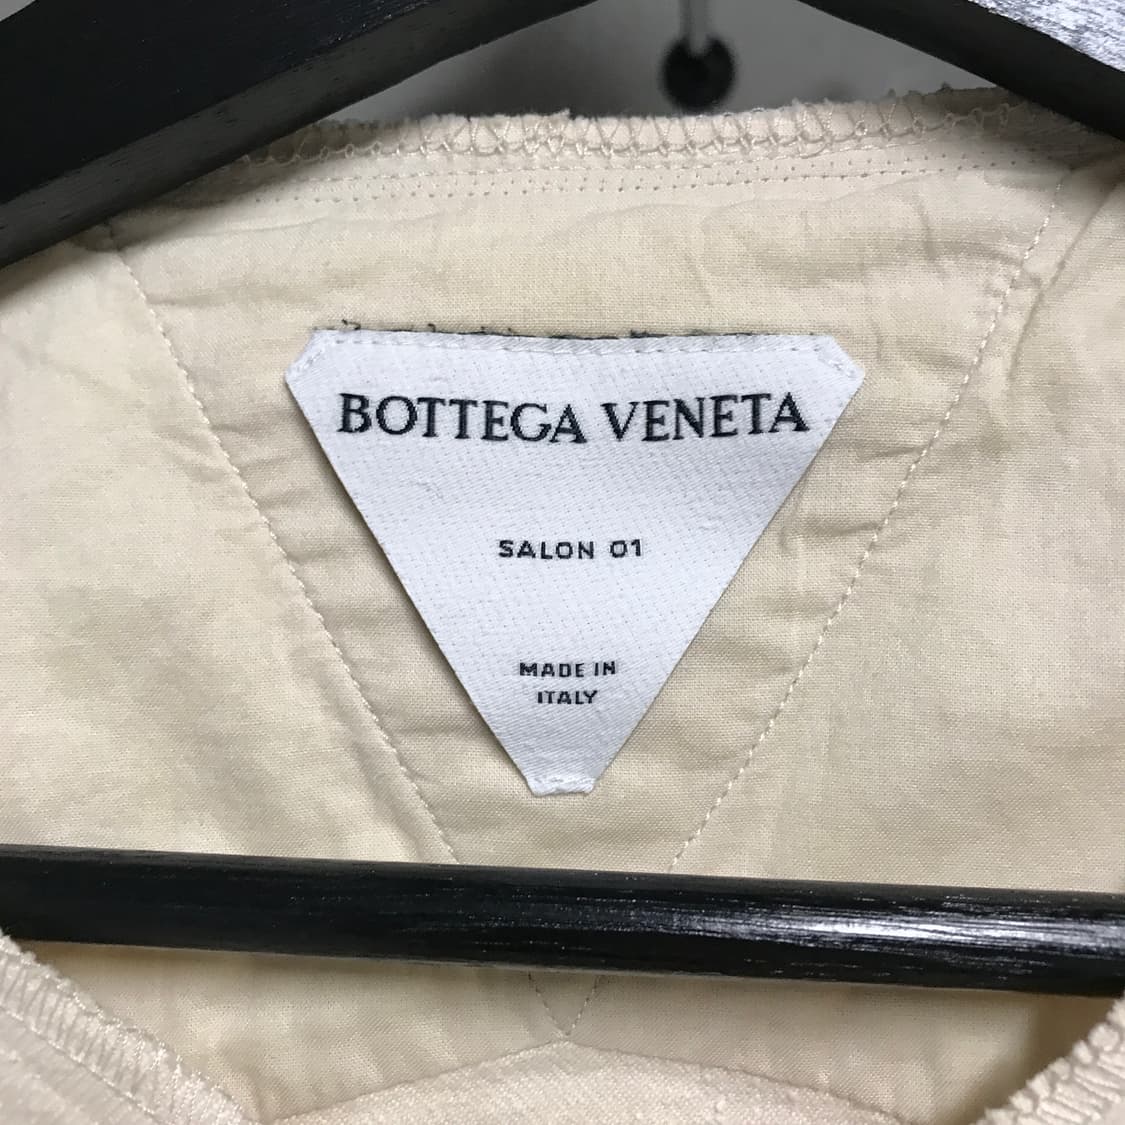 BOTTEGA VENETA
SALON 01
MADE IN
ITALY